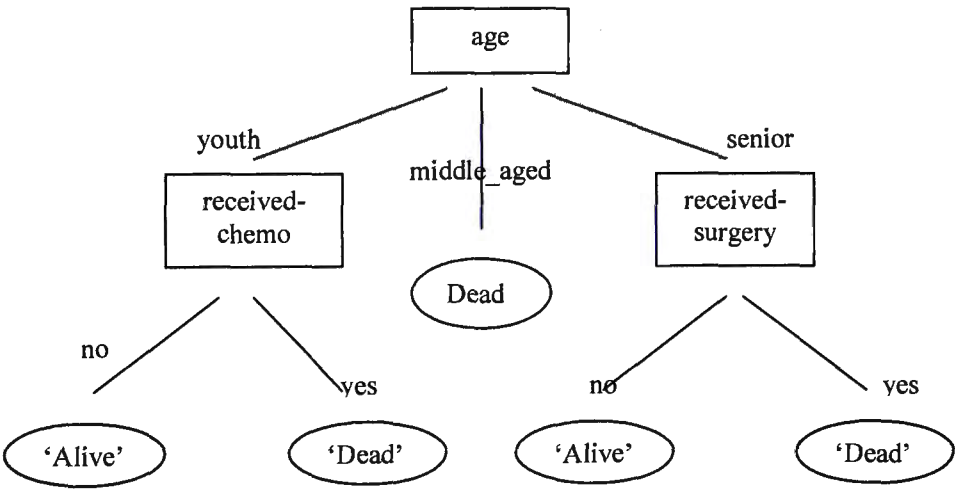 age
youth
middle_aged
senior
received-
chemo
received-
surgery
Dead
no
yes
no
yes
‘Alive’
‘Dead’
‘Alive’
‘Dead’